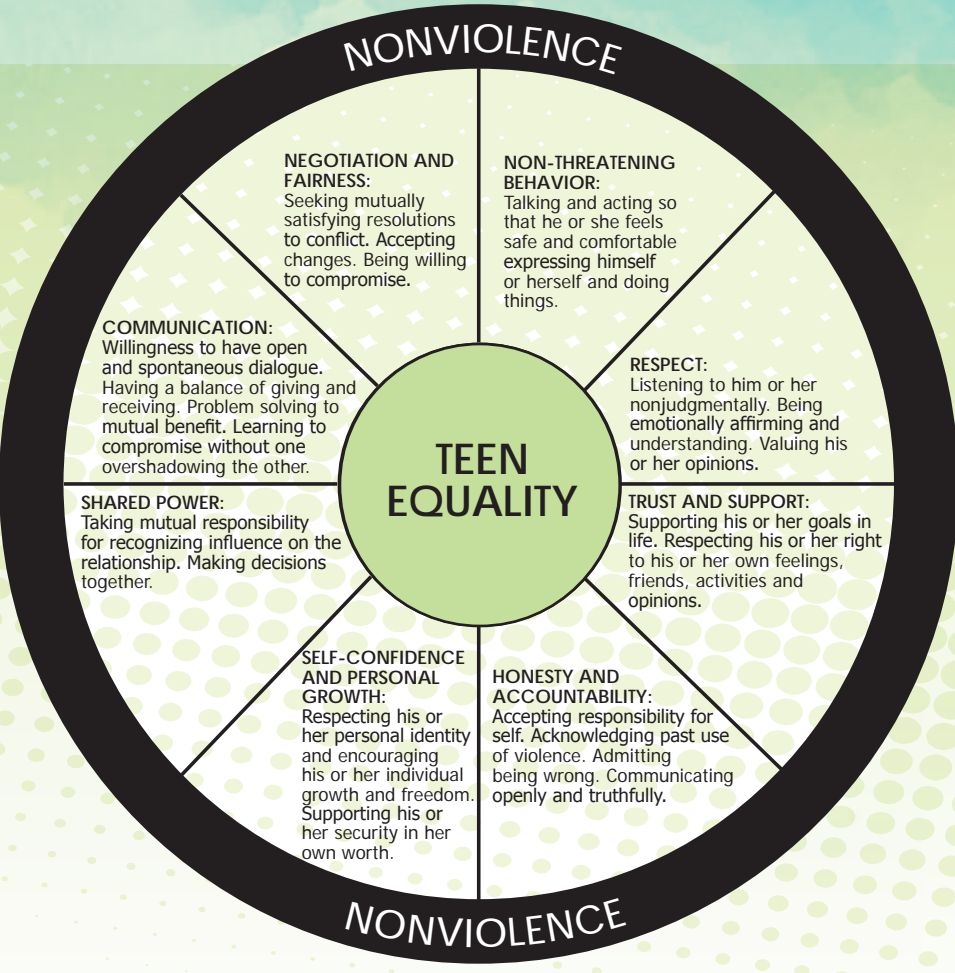 NONVIOLENCE
NEGOTIATION AND
FAIRNESS:
Seeking mutually
satisfying resolutions
to conflict. Accepting
changes. Being willing
to compromise.
NON-THREATENING
BEHAVIOR:
Talking and acting so
that he or she feels
safe and comfortable
expressing himself
or herself and doing
things.
COMMUNICATION:
Willingness to have open
and spontaneous dialogue.
Having a balance of giving and
receiving. Problem solving to
mutual benefit. Learning to
compromise without one
overshadowing the other.
RESPECT:
Listening to him or her
nonjudgmentally. Being
emotionally affirming and
understanding. Valuing his
or her opinions.
TEEN
EQUALITY
SHARED POWER:
Taking mutual responsibility
for recognizing influence on the
relationship. Making decisions
together.
TRUST AND SUPPORT:
Supporting his or her goals in
life. Respecting his or her right
to his or her own feelings,
friends, activities and
opinions.
SELF-CONFIDENCE
AND PERSONAL
GROWTH:
Respecting his or
her personal identity
and encouraging
his or her individual
growth and freedom.
Supporting his or
her security in her
own worth.
HONESTY AND
ACCOUNTABILITY:
Accepting responsibility for
self. Acknowledging past use
of violence. Admitting
being wrong. Communicating
openly and truthfully.
NONVIOLENCE